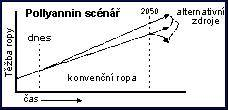 Pollyannin scénář
2050
alternativní
zdroje
dnes
Těžba ropy
konvenční ropa
čas